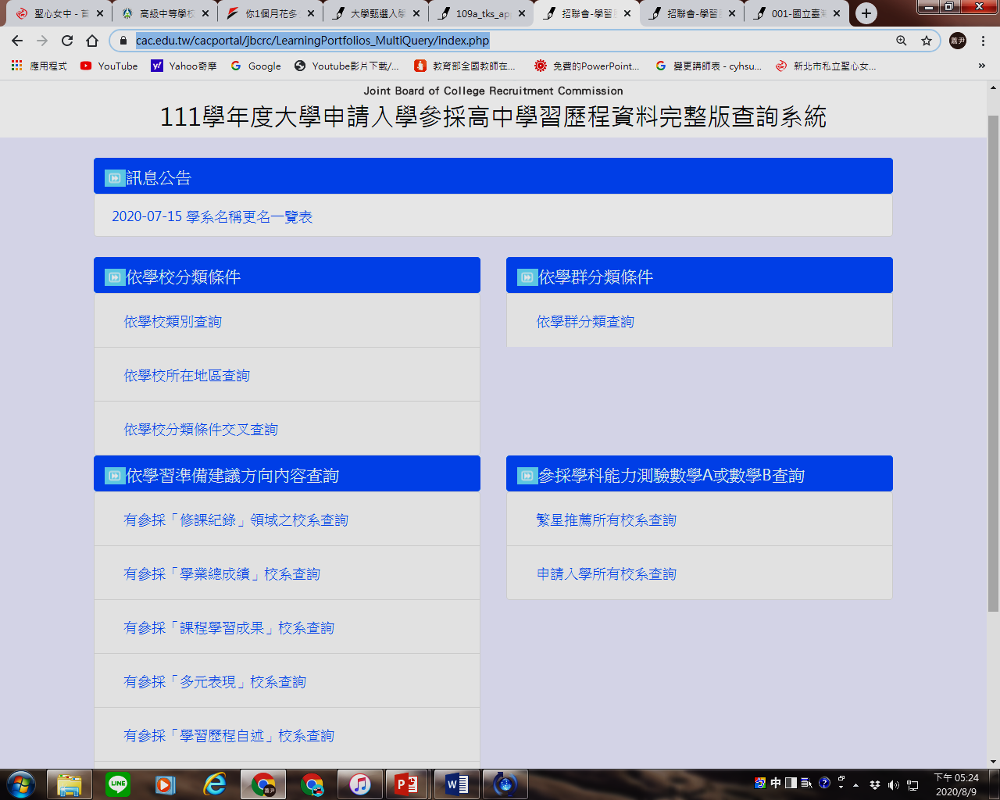 聖心女中 - 首
高級中等學校
你1個月花多
大學甄選入學
109a_tks_ap
招聯會-學習
招聯會-學習
001-國立臺灣
cac.edu.tw/cacportal/jbcrc/LearningPortfolios_MultiQuery/index.php
蕭尹
應用程式
YouTube
Yahoo奇摩
Google
Youtube影片下載/...
教育部全國教師在...
免費的PowerPoint...
變更講師表 - cyhsu...
新北市私立聖心女...
»
Joint Board of College Recruitment Commission
111學年度大學申請入學參採高中學習歷程資料完整版查詢系統
訊息公告
2020-07-15 學系名稱更名一覽表
依學校分類條件
依學校類別查詢
依學校所在地區查詢
依學校分類條件交叉查詢
依學群分類條件
依學群分類查詢
依學習準備建議方向內容查詢
有參採「修課紀錄」領域之校系查詢
有參採「學業總成績」校系查詢
有參採「課程學習成果」校系查詢
有參採「多元表現」校系查詢
有參採「學習歷程自述」校系查詢
參採學科能力測驗數學A或數學B查詢
繁星推薦所有校系查詢
申請入學所有校系查詢
LINE
蕭尹
中
下午 05:24
2020/8/9